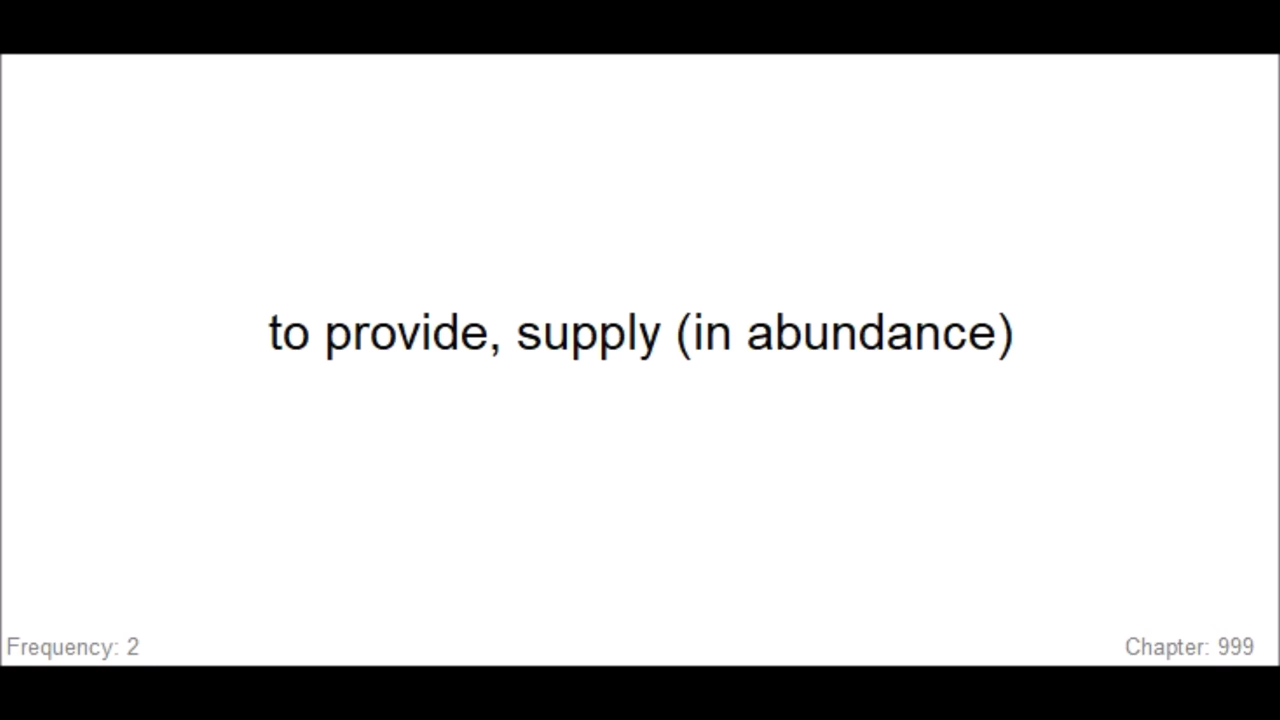 to provide, supply (in abundance)
Frequency: 2
Chapter: 999